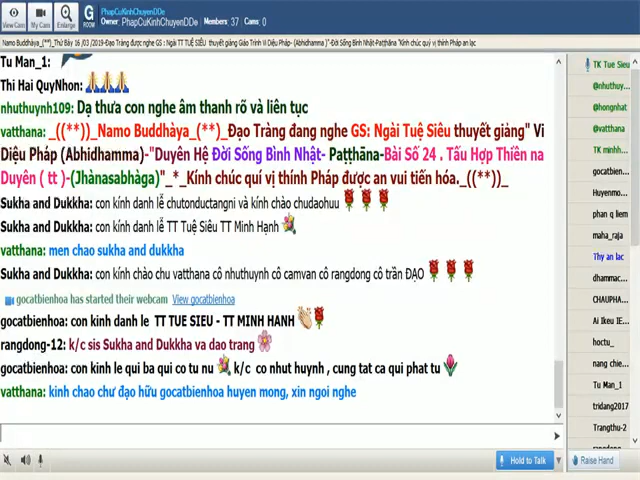 PhapCuKinhChuyenDDe
Owner: PhapCuKinhChuyenDDe Members: 37 Cams: 0
View Cams My Cam Enlarge G ROOM
Namo Buddhàya_(**)_Thứ Bảy 16 /03 /2019-Đạo Tràng được nghe GS : Ngài TT TUỆ SIÊU thuyết giảng Giáo Trình Vi Diệu Pháp- (Abhidhamma )"-Đời Sống Bình Nhật-Paṭṭhāna "Kính chúc quý vị thính Pháp an lạc
Tu Man_1:
Thi Hai QuyNhon: 🙏🙏🙏
nhuthuynh109: Dạ thưa con nghe âm thanh rõ và liên tục
vatthana: _((**))_Namo Buddhàya_(**)_Đạo Tràng đang nghe GS: Ngài Tuệ Siêu thuyết giảng" Vi
Diệu Pháp (Abhidhamma)-"Duyên Hệ Đời Sống Bình Nhật- Paṭṭhāna-Bài Số 24 . Tấu Hợp Thiền na
Duyên ( tt )-(Jhànasabhàga)"_*_Kính chúc quí vị thính Pháp được an vui tiến hóa._((**))_
Sukha and Dukkha: con kính danh lễ chutonductangni và kính chào chudaohuu 🌹🌹🌹
Sukha and Dukkha: con kính danh lễ TT Tuệ Siêu TT Minh Hạnh 💐
vatthana: men chao sukha and dukkha
Sukha and Dukkha: con kính chào chu vatthana cô nhuthuynh cô camvan cô rangdong cô trần ĐẠO 🌹🌹🌹
gocatbienhoa has started their webcam View gocatbienhoa
gocatbienhoa: con kinh danh le TT TUE SIEU - TT MINH HANH 👏🌹
rangdong-12: k/c sis Sukha and Dukkha va dao trang 🌸
gocatbienhoa: con kinh le qui ba qui co tu nu 💐 k/c co nhut huynh , cung tat ca qui phat tu 🌷
vatthana: kinh chao chư đạo hữu gocatbienhoa huyen mong, xin ngoi nghe
TK Tue Sieu
@nhuthuy...
@hongnhat
@vatthana
TK minhh...
gocatbien...
Huyenmo...
phan q liem
maha_raja
Thy an lac
dhammac...
CHAUPHA...
Ai Ikeu IE...
hoctu_
nang chie...
Tu Man_1
tridang2017
Trangthu-2
Hold to Talk
Raise Hand